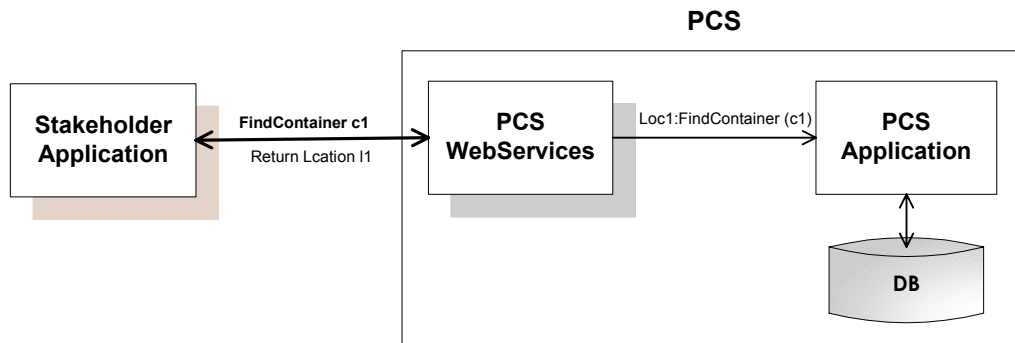 PCS
Stakeholder
Application
FindContainer c1
Return Lcation l1
PCS
WebServices
Loc1:FindContainer (c1)
PCS
Application
DB